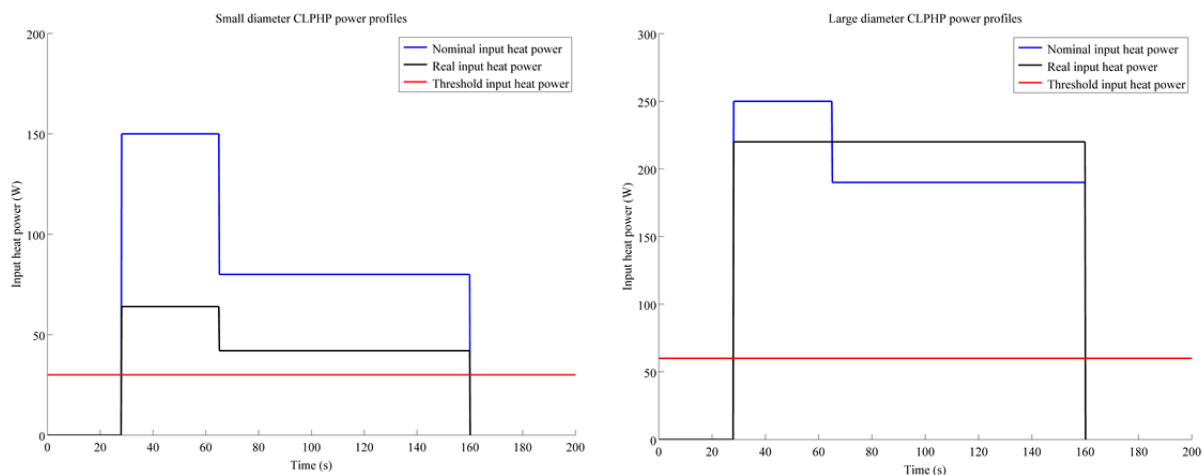 Small diameter CLPHP power profiles
200
150
100
50
0
Input heat power (W)
Nominal input heat power
Real input heat power
Threshold input heat power
0 20 40 60 80 100 120 140 160 180 200
Time (s)
Large diameter CLPHP power profiles
300
250
200
150
100
50
0
Input heat power (W)
Nominal input heat power
Real input heat power
Threshold input heat power
0 20 40 60 80 100 120 140 160 180 200
Time (s)